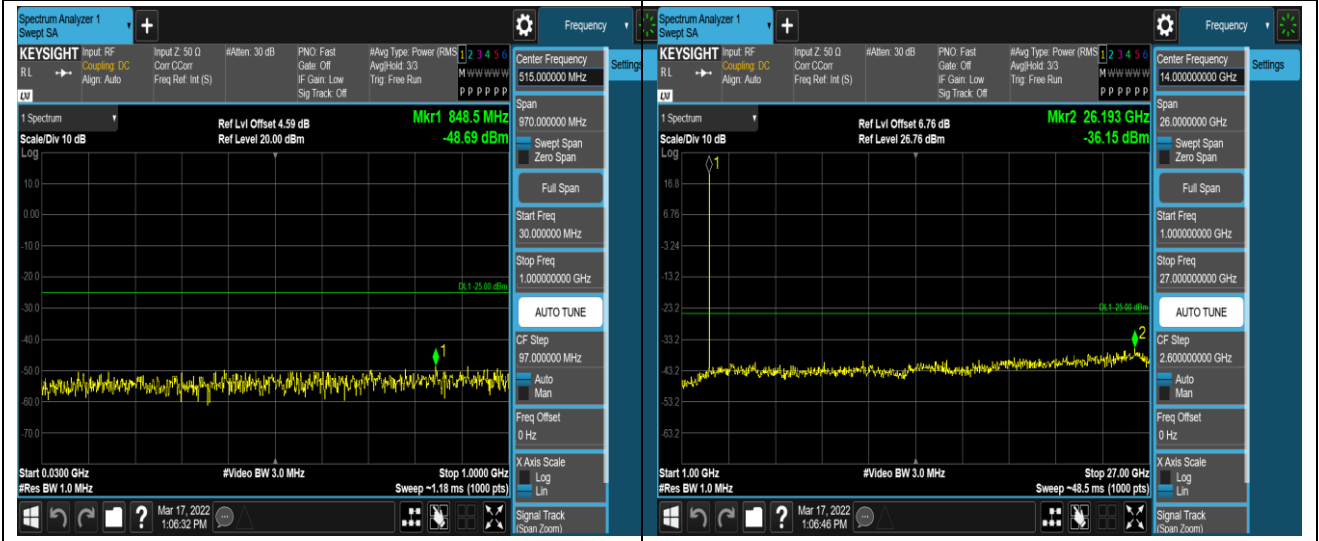 Spectrum Analyzer 1
Swept SA
+
Frequency
KEYSIGHT
RL
LXI
Input: RF
Coupling: DC
Align: Auto
Input Z: 50 Ω
Corr CCorr
Freq Ref: Int (S)
#Atten: 30 dB
PNO: Fast
Gate: Off
IF Gain: Low
Sig Track: Off
#Avg Type: Power (RMS
Avg|Hold: 3/3
Trig: Free Run
1 2 3 4 5 6
M W W W W W
P P P P P P
Center Frequency
515.000000 MHz
Settings
1 Spectrum
Scale/Div 10 dB
Log
Ref Lvl Offset 4.59 dB
Ref Level 20.00 dBm
Mkr1 848.5 MHz
-48.69 dBm
Span
970.000000 MHz
Swept Span
Zero Span
Full Span
Start Freq
30.000000 MHz
Stop Freq
1.000000000 GHz
AUTO TUNE
CF Step
97.000000 MHz
Auto
Man
Freq Offset
0 Hz
X Axis Scale
Log
Lin
Signal Track
(Span Zoom)
10.0
0.00
-10.0
-20.0
DL1 -25.00 dBm
-30.0
-40.0
1
-50.0
-60.0
-70.0
Start 0.0300 GHz
#Res BW 1.0 MHz
#Video BW 3.0 MHz
Stop 1.0000 GHz
Sweep ~1.18 ms (1000 pts)
?
Mar 17, 2022
1:06:32 PM
Spectrum Analyzer 1
Swept SA
+
Frequency
KEYSIGHT
RL
LXI
Input: RF
Coupling: DC
Align: Auto
Input Z: 50 Ω
Corr CCorr
Freq Ref: Int (S)
#Atten: 30 dB
PNO: Fast
Gate: Off
IF Gain: Low
Sig Track: Off
#Avg Type: Power (RMS
Avg|Hold: 3/3
Trig: Free Run
1 2 3 4 5 6
M W W W W W
P P P P P P
Center Frequency
14.000000000 GHz
Settings
1 Spectrum
Scale/Div 10 dB
Log
Ref Lvl Offset 6.76 dB
Ref Level 26.76 dBm
Mkr2 26.193 GHz
-36.15 dBm
Span
26.0000000 GHz
Swept Span
Zero Span
Full Span
Start Freq
1.000000000 GHz
Stop Freq
27.000000000 GHz
AUTO TUNE
CF Step
2.600000000 GHz
Auto
Man
Freq Offset
0 Hz
X Axis Scale
Log
Lin
Signal Track
(Span Zoom)
1
16.8
6.76
-3.24
-13.2
-23.2
DL1 -25.00 dBm
-33.2
2
-43.2
-53.2
-63.2
Start 1.00 GHz
#Res BW 1.0 MHz
#Video BW 3.0 MHz
Stop 27.00 GHz
Sweep ~48.5 ms (1000 pts)
?
Mar 17, 2022
1:06:46 PM